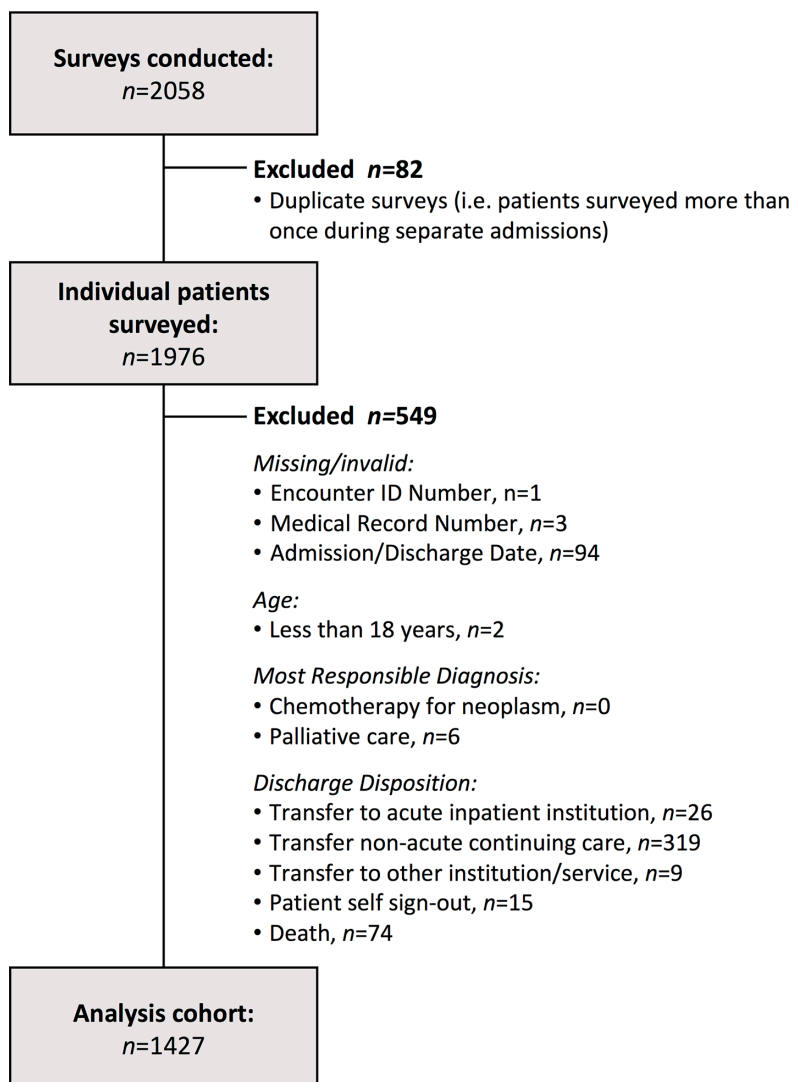 Surveys conducted:
n=2058
Excluded n=82
• Duplicate surveys (i.e. patients surveyed more than
once during separate admissions)
Individual patients
surveyed:
n=1976
Excluded n=549
Missing/invalid:
• Encounter ID Number, n=1
• Medical Record Number, n=3
• Admission/Discharge Date, n=94
Age:
• Less than 18 years, n=2
Most Responsible Diagnosis:
• Chemotherapy for neoplasm, n=0
• Palliative care, n=6
Discharge Disposition:
• Transfer to acute inpatient institution, n=26
• Transfer non-acute continuing care, n=319
• Transfer to other institution/service, n=9
• Patient self sign-out, n=15
• Death, n=74
Analysis cohort:
n=1427